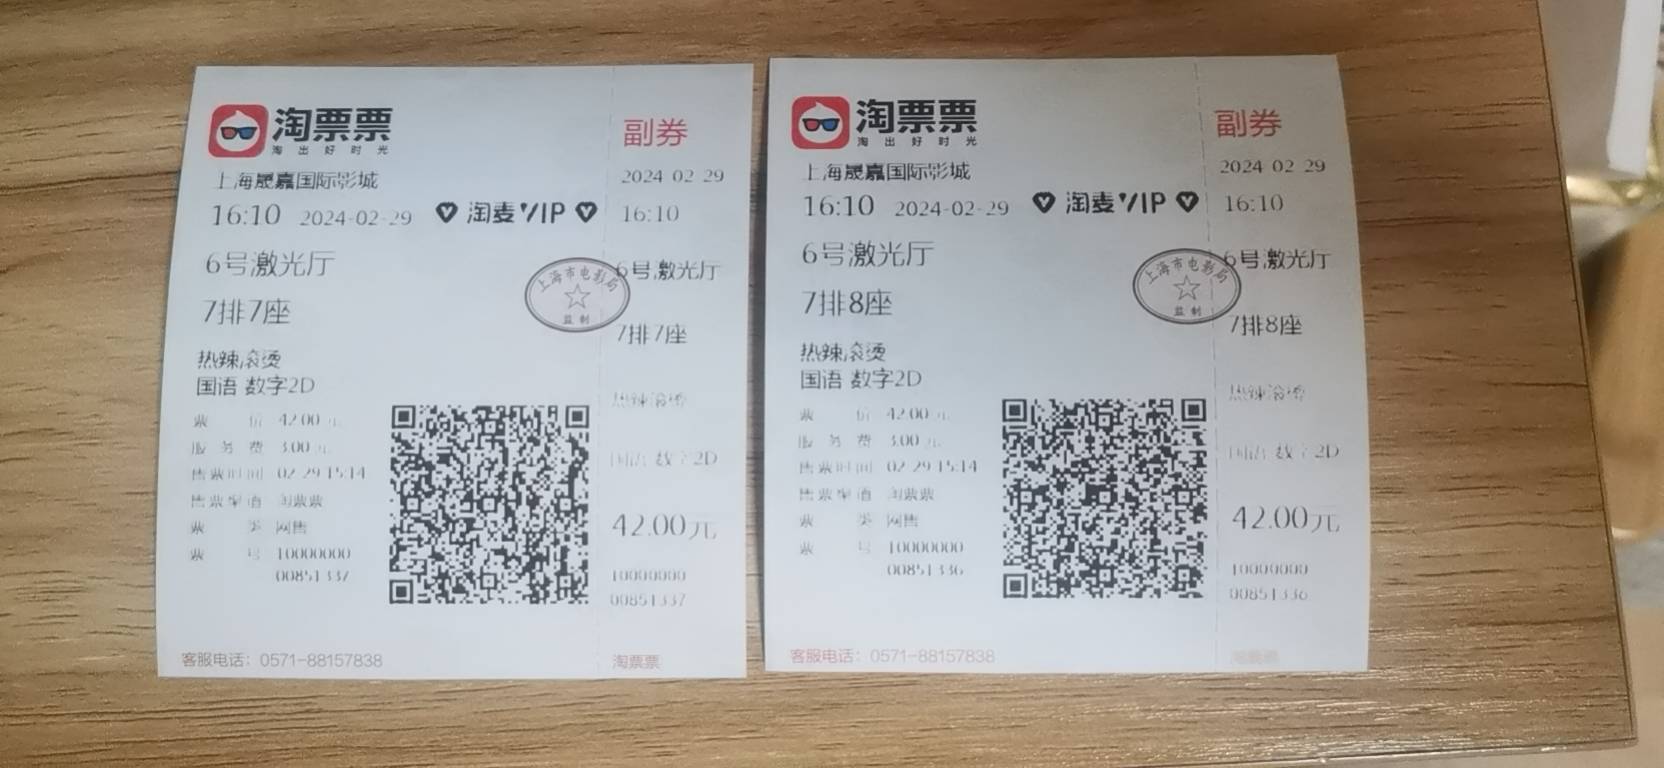 淘票票
淘出好时光
上海晟嘉国际影城
16:10 2024-02-29 淘麦VIP
6号激光厅
7排7座
热辣滚烫
国语 数字2D
票 价 42.00 元
服 务 费 3.00 元
售票时间 02-29 15:14
售票渠道 淘票票
票 类 网售
票 号 10000000
00851337
客服电话：0571-88157838
上海市电影局
监制
副券
2024-02-29
16:10
6号激光厅
7排7座
热辣滚烫
国语 数字2D
42.00元
10000000
00851337
淘票票
淘票票
淘出好时光
上海晟嘉国际影城
16:10 2024-02-29 淘麦VIP
6号激光厅
7排8座
热辣滚烫
国语 数字2D
票 价 42.00 元
服 务 费 3.00 元
售票时间 02-29 15:14
售票渠道 淘票票
票 类 网售
票 号 10000000
00851336
客服电话：0571-88157838
上海市电影局
监制
副券
2024-02-29
16:10
6号激光厅
7排8座
热辣滚烫
国语 数字2D
42.00元
10000000
00851336
淘票票